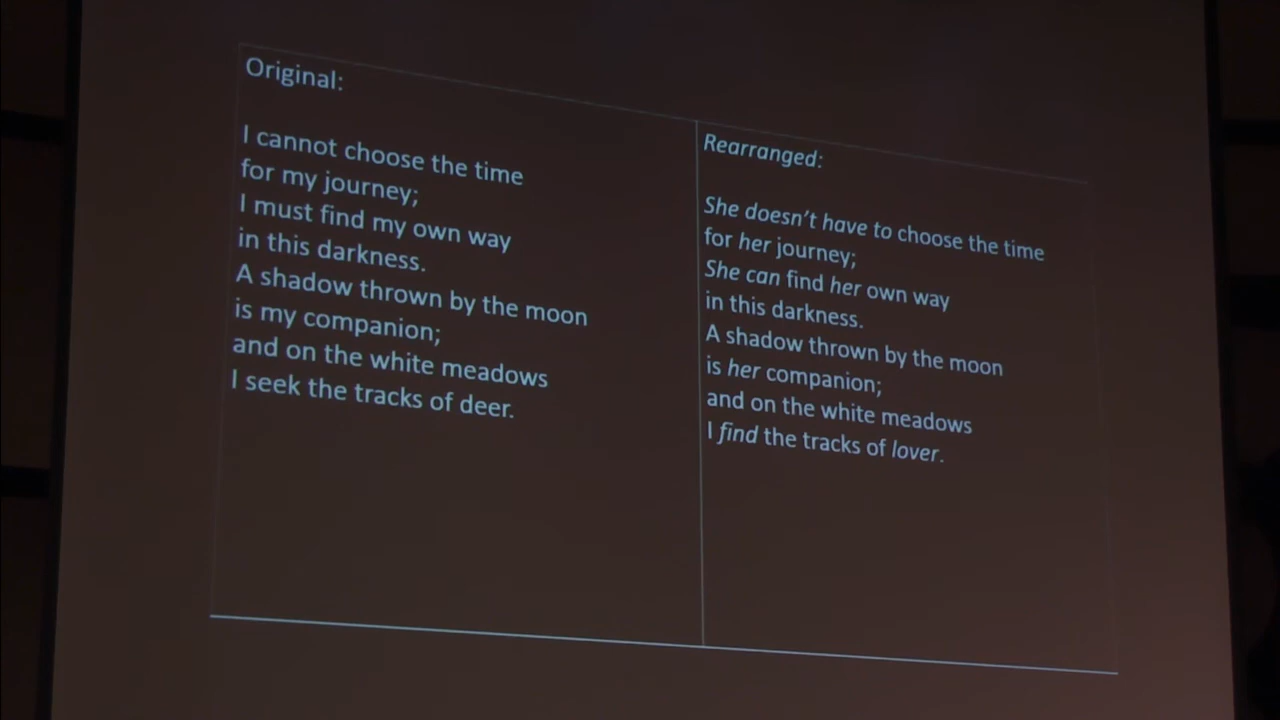 Original:
I cannot choose the time
for my journey;
I must find my own way
in this darkness.
A shadow thrown by the moon
is my companion;
and on the white meadows
I seek the tracks of deer.
Rearranged:
She doesn't have to choose the time
for her journey;
She can find her own way
in this darkness.
A shadow thrown by the moon
is her companion;
and on the white meadows
I find the tracks of lover.